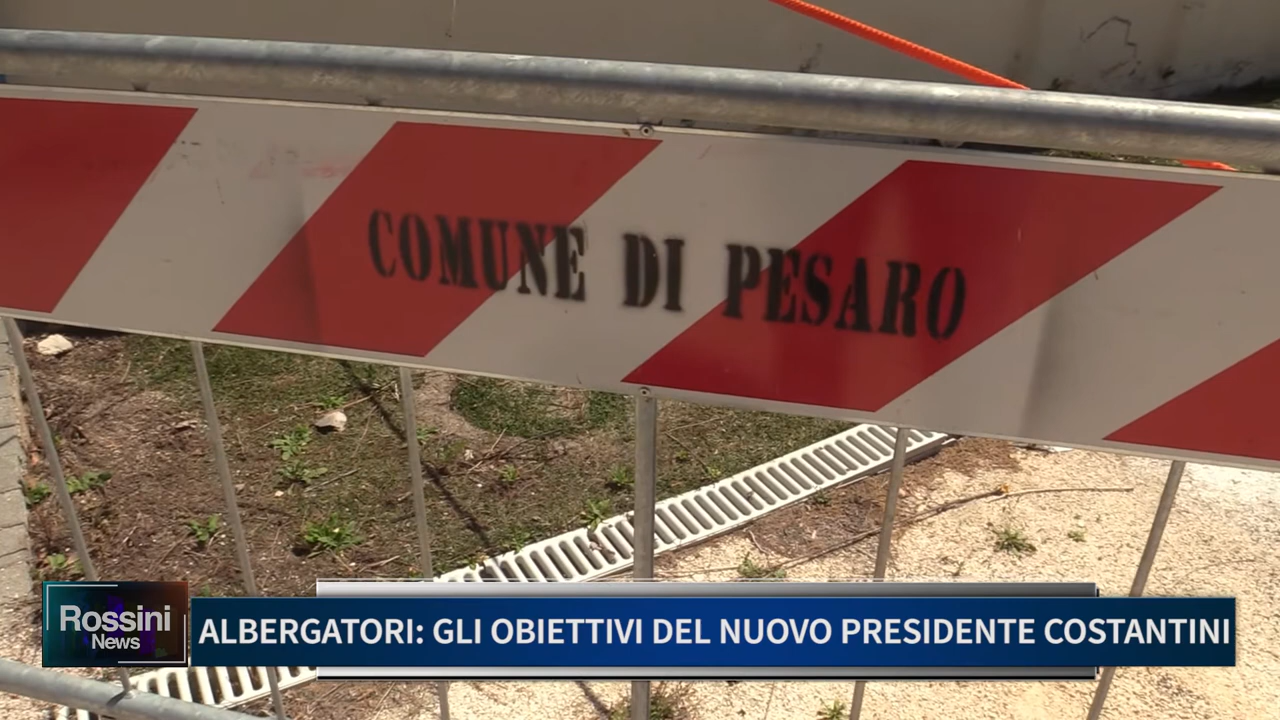 COMUNE DI PESARO
Rossini
News
ALBERGATORI: GLI OBIETTIVI DEL NUOVO PRESIDENTE COSTANTINI